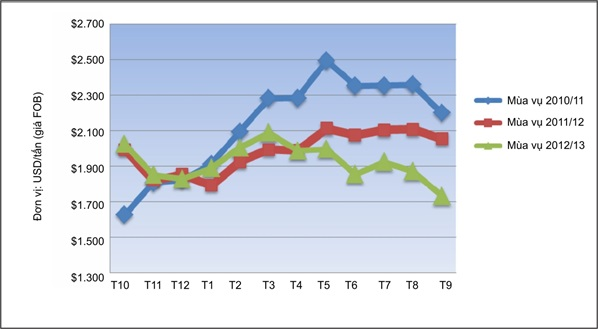 $2.700
$2.500
$2.300
$2.100
$1.900
$1.700
$1.500
$1.300
Đơn vị: USD/tấn (giá FOB)
T10 T11 T12 T1 T2 T3 T4 T5 T6 T7 T8 T9
Mùa vụ 2010/11
Mùa vụ 2011/12
Mùa vụ 2012/13